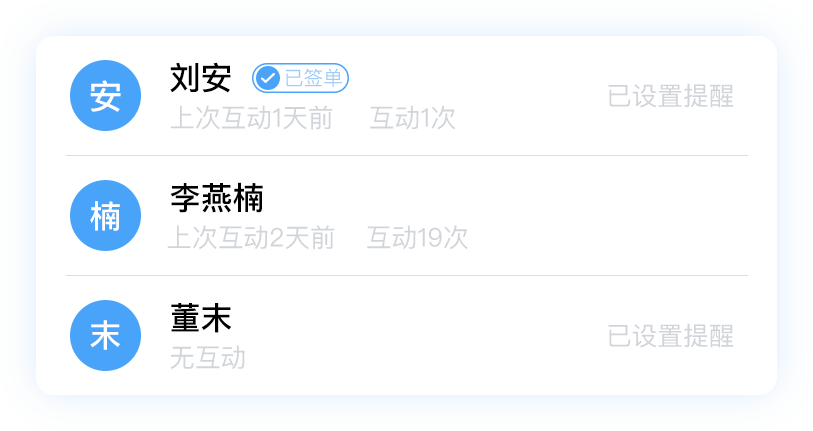 安 刘安 已签单
上次互动1天前 互动1次 已设置提醒
楠 李燕楠
上次互动2天前 互动19次
末 董末
无互动 已设置提醒